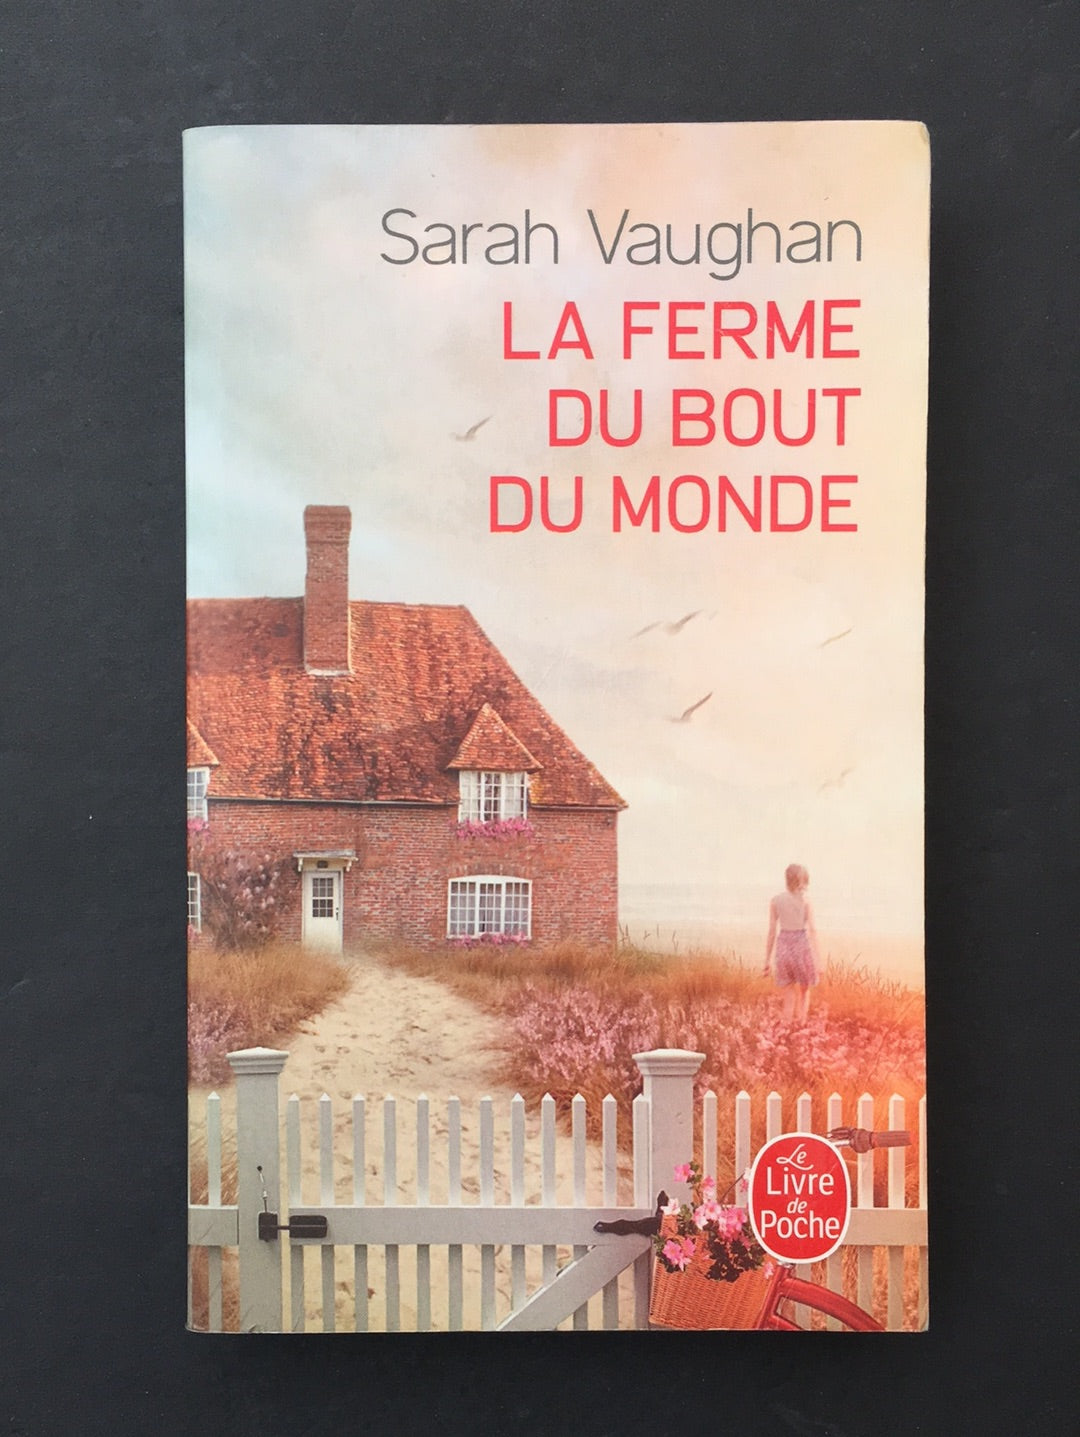 Sarah Vaughan
LA FERME
DU BOUT
DU MONDE
Le
Livre
de
Poche